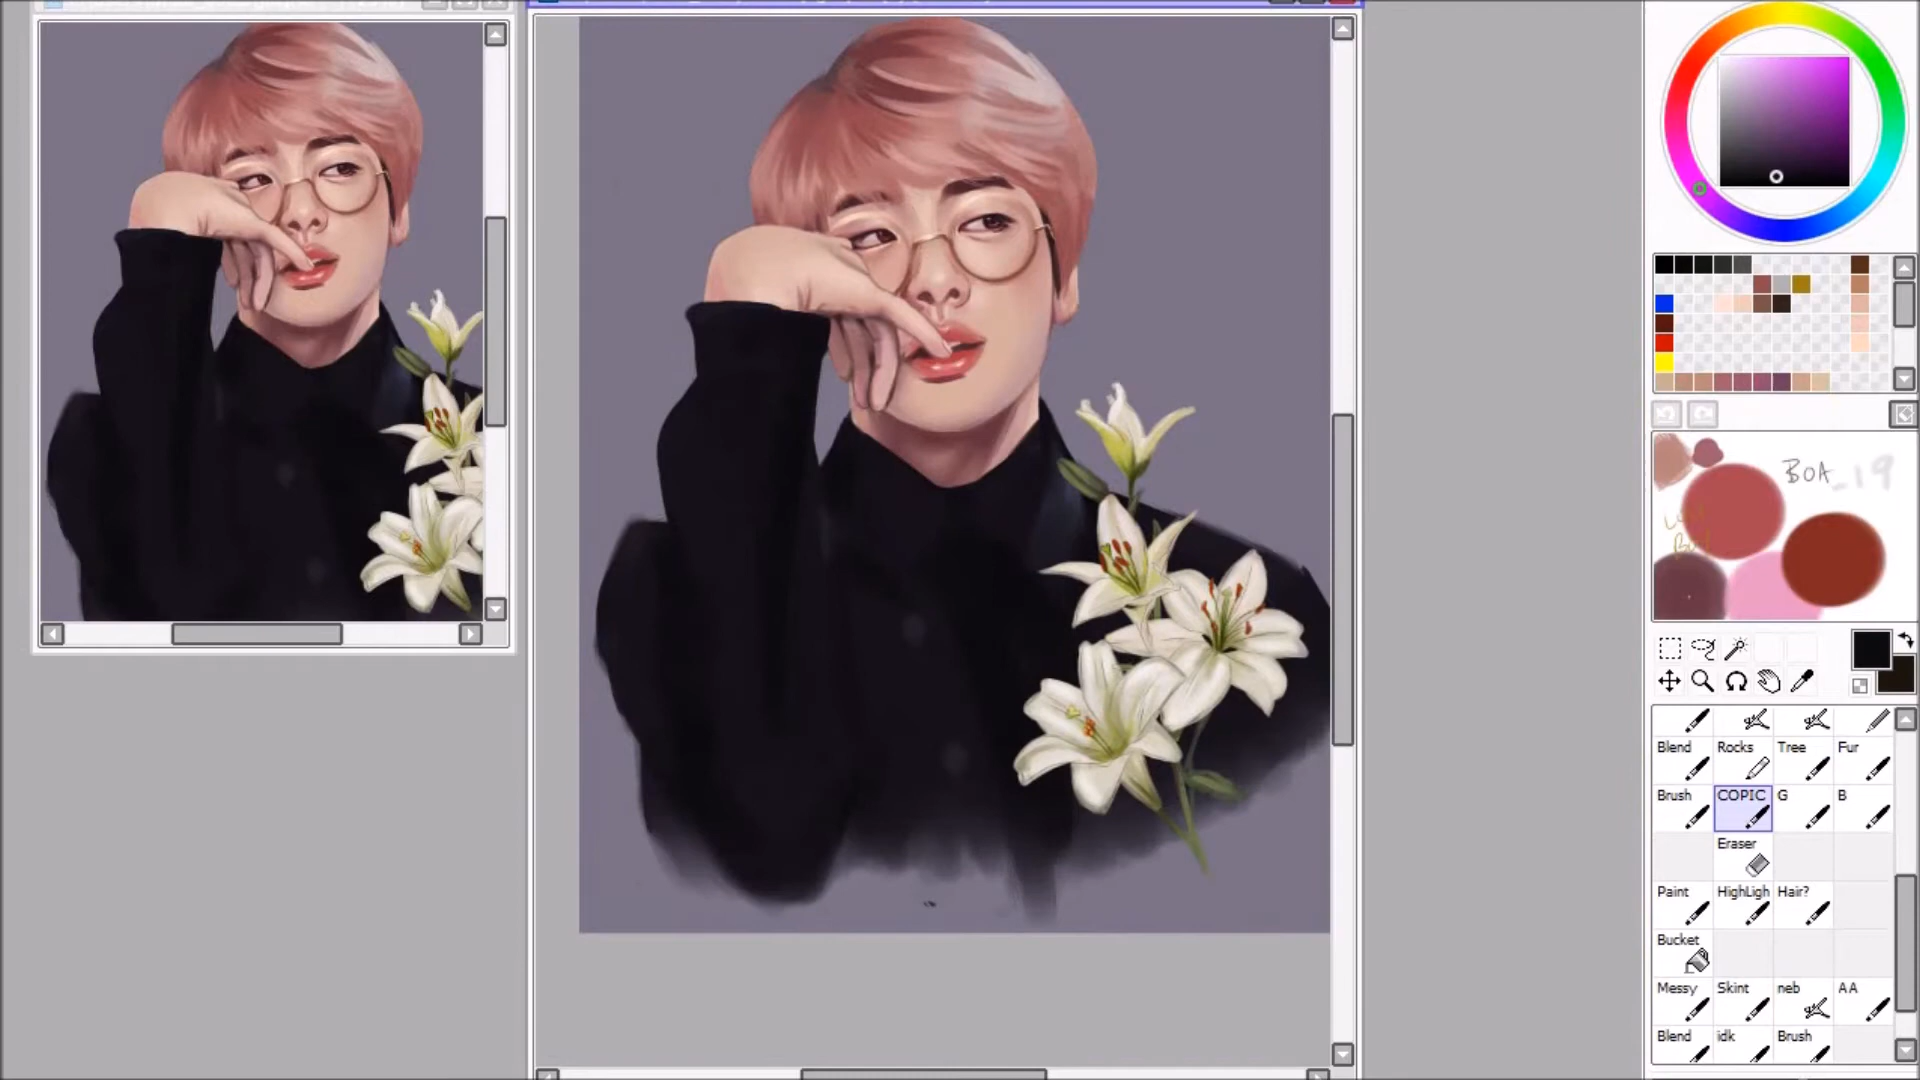 BOA_19
Blend Rocks Tree Fur
Brush COPIC G B
Eraser
Paint HighLigh Hair?
Bucket
Messy Skint neb AA
Blend idk Brush